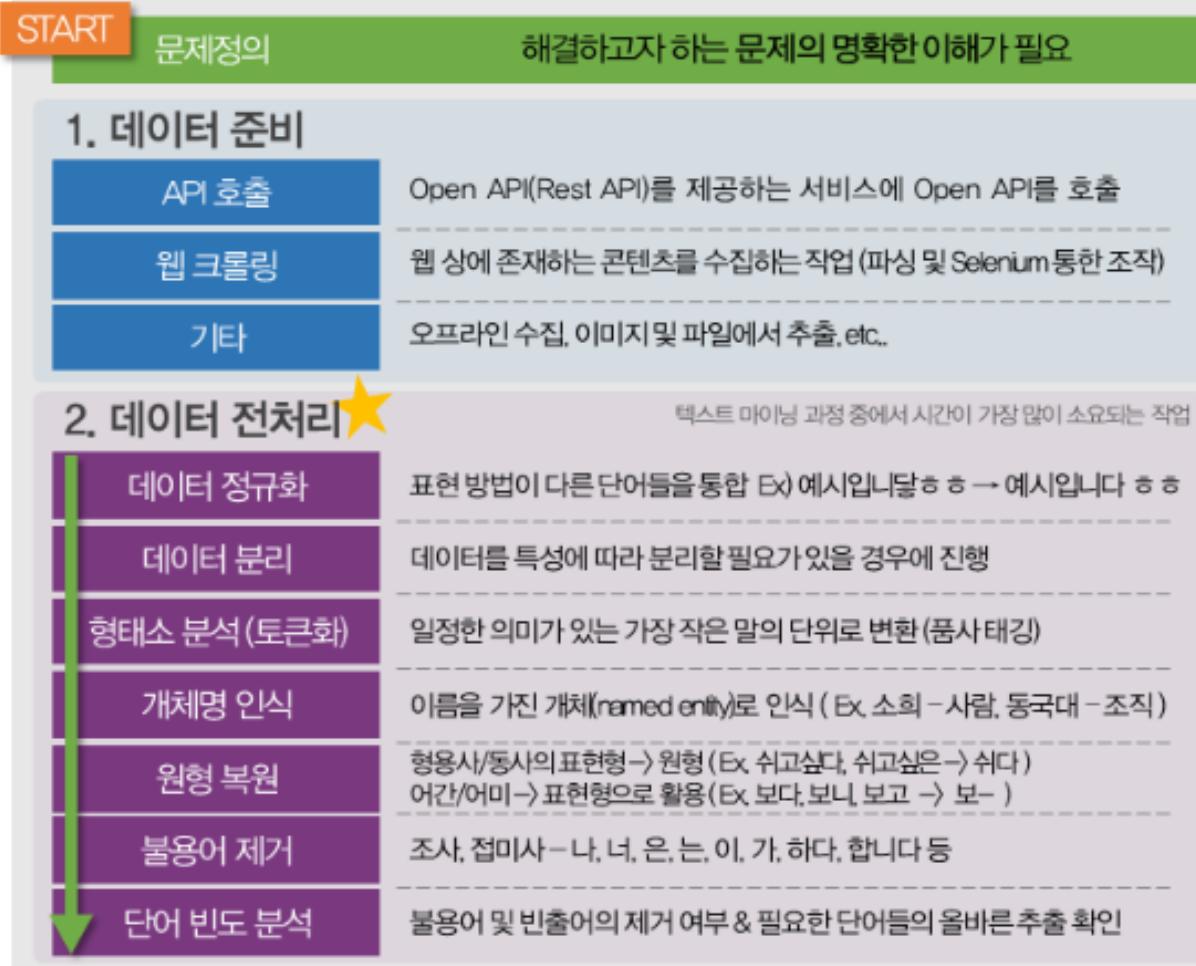 START
문제정의 해결하고자 하는 문제의 명확한 이해가 필요
1. 데이터 준비
API 호출 Open API(Rest API)를 제공하는 서비스에 Open API를 호출
웹 크롤링 웹 상에 존재하는 콘텐츠를 수집하는 작업 (파싱 및 Selenium 통한 조작)
기타 오프라인 수집, 이미지 및 파일에서 추출, etc..
2. 데이터 전처리 텍스트 마이닝 과정 중에서 시간이 가장 많이 소요되는 작업
데이터 정규화 표현 방법이 다른 단어들을 통합 Ex) 예시입니닿ㅎㅎ → 예시입니다 ㅎㅎ
데이터 분리 데이터를 특성에 따라 분리할 필요가 있을 경우에 진행
형태소 분석 (토큰화) 일정한 의미가 있는 가장 작은 말의 단위로 변환 (품사 태깅)
개체명 인식 이름을 가진 개체(named entity)로 인식 ( Ex, 소희 – 사람, 동국대 – 조직 )
원형 복원 형용사/동사의 표현형 –> 원형 ( Ex, 쉬고싶다, 쉬고싶은 –> 쉬다 )
어간/어미 –> 표현형으로 활용 ( Ex, 보다, 보니, 보고 –> 보– )
불용어 제거 조사, 접미사 – 나, 너, 은, 는, 이, 가, 하다, 합니다 등
단어 빈도 분석 불용어 및 빈출어의 제거 여부 & 필요한 단어들의 올바른 추출 확인